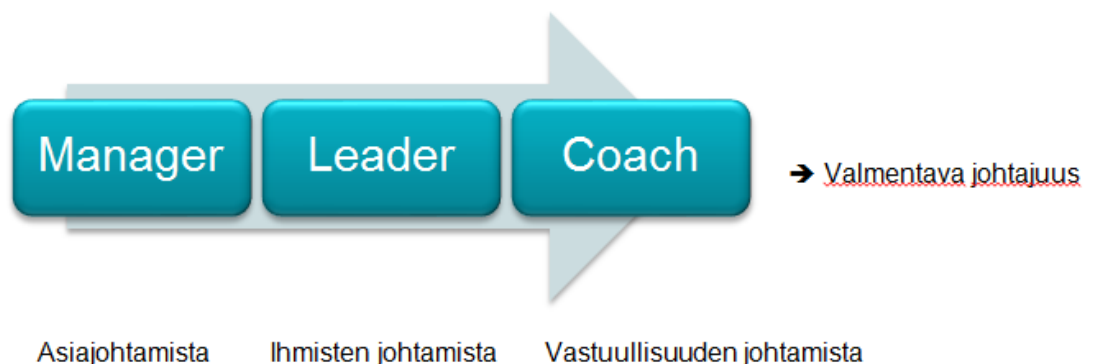 Manager Leader Coach
➔ Valmentava johtajuus
Asiajohtamista Ihmisten johtamista Vastuullisuuden johtamista